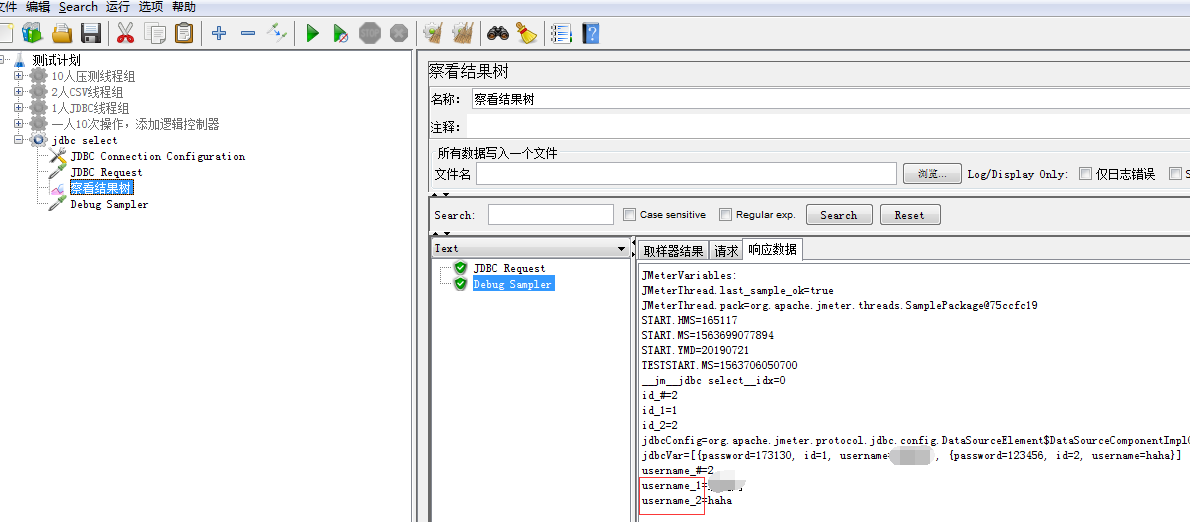 文件 编辑 Search 运行 选项 帮助
测试计划
10人压测线程组
2人CSV线程组
1人JDBC线程组
一人10次操作，添加逻辑控制器
jdbc select
JDBC Connection Configuration
JDBC Request
察看结果树
Debug Sampler
察看结果树
名称： 察看结果树
注释：
所有数据写入一个文件
文件名 浏览... Log/Display Only: 仅日志错误 S
Search: Case sensitive Regular exp. Search Reset
Text
JDBC Request
Debug Sampler
取样器结果 请求 响应数据
JMeterVariables:
JMeterThread.last_sample_ok=true
JMeterThread.pack=org.apache.jmeter.threads.SamplePackage@75ccfc19
START.HMS=165117
START.MS=1563699077894
START.YMD=20190721
TESTSTART.MS=1563706050700
__jm__jdbc select__idx=0
id_#=2
id_1=1
id_2=2
jdbcConfig=org.apache.jmeter.protocol.jdbc.config.DataSourceElement$DataSourceComponentImpl
jdbcVar=[{password=173130, id=1, username= , {password=123456, id=2, username=haha}]
username_#=2
username_1=
username_2=haha